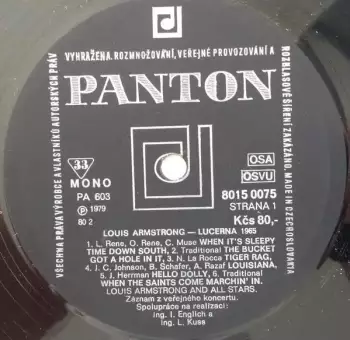 VYHRAŽENA. ROZMNOŽOVÁNÍ, VEŘEJNÉ PROVOZOVÁNÍ A
ROZHLASOVÉ ŠÍŘENÍ ZAKÁZÁNO. MADE IN CZECHOSLOVAKIA
VŠECHNA PRÁVA VÝROBCE A VLASTNÍKŮ AUTORSKÝCH PRÁV
PANTON
33
MONO
PA 603
Ⓟ 1979
80 2
OSA
OSVU
8015 0075
STRANA 1
Kčs 80,-
LOUIS ARMSTRONG — LUCERNA 1965
1. L. Rene, O. Rene, C. Muse WHEN IT'S SLEEPY
TIME DOWN SOUTH, 2. Traditional THE BUCKET
GOT A HOLE IN IT, 3. N. La Rocca TIGER RAG,
4. J. C. Johnson, B. Schafer, A. Razaf LOUISIANA,
5. J. Herrman HELLO DOLLY, 6. Traditional
WHEN THE SAINTS COME MARCHIN' IN.
LOUIS ARMSTRONG AND ALL STARS.
Záznam z veřejného koncertu.
Spolupráce na realizaci:
ing. I. Englich a
ing. L. Kuss